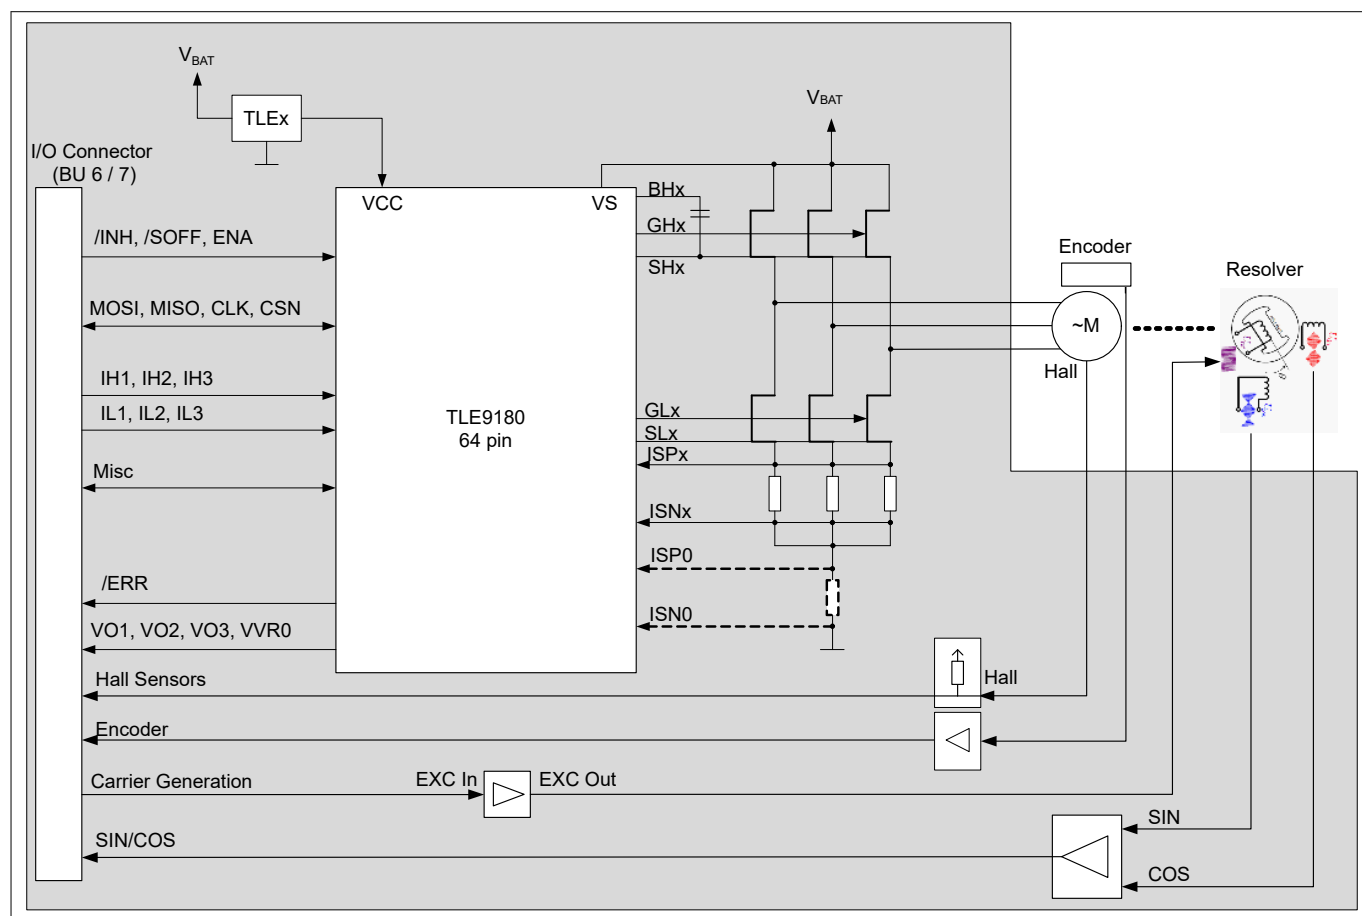 VBAT
TLEx
VBAT
I/O Connector
(BU 6 / 7)
VCC
VS
BHx
GHx
SHx
/INH, /SOFF, ENA
MOSI, MISO, CLK, CSN
IH1, IH2, IH3
IL1, IL2, IL3
Misc
TLE9180
64 pin
GLx
SLx
ISPx
ISNx
ISP0
ISN0
/ERR
VO1, VO2, VO3, VVR0
Encoder
Resolver
~M
Hall
Hall Sensors
Hall
Encoder
Carrier Generation
EXC In
EXC Out
SIN/COS
SIN
COS